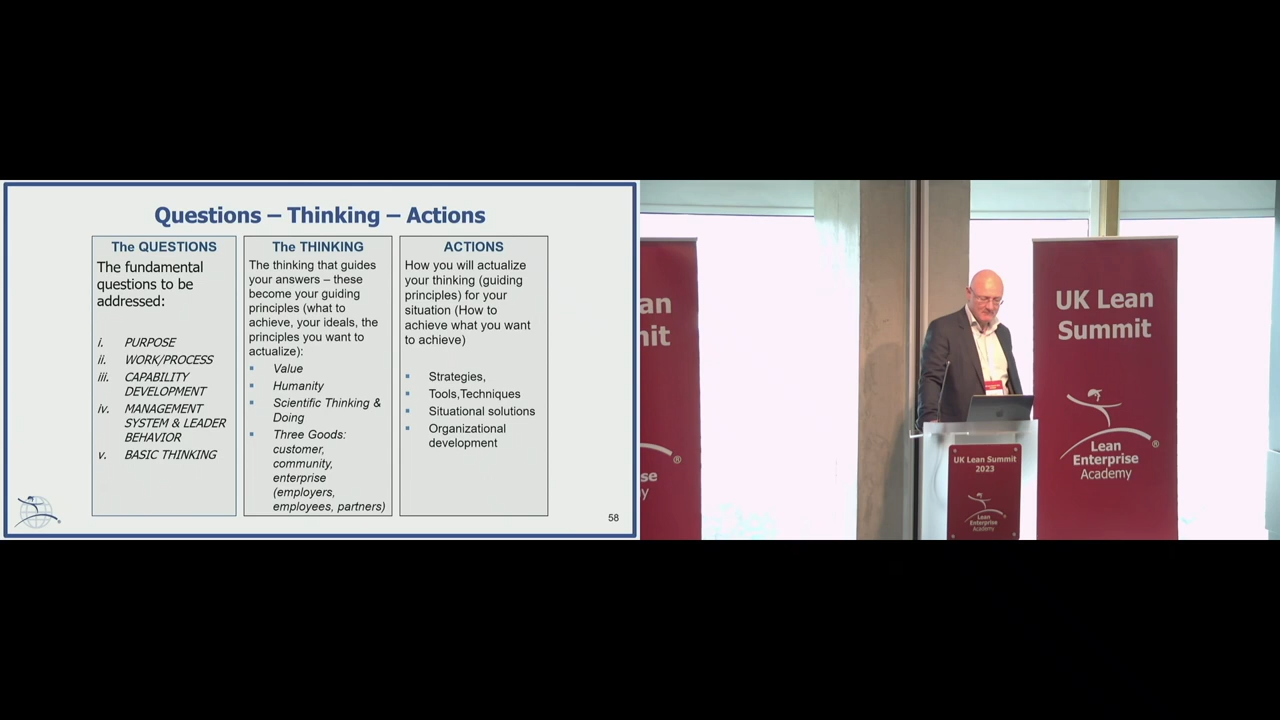 Questions – Thinking – Actions
The QUESTIONS
The fundamental
questions to be
addressed:
i. PURPOSE
ii. WORK/PROCESS
iii. CAPABILITY
DEVELOPMENT
iv. MANAGEMENT
SYSTEM & LEADER
BEHAVIOR
v. BASIC THINKING
The THINKING
The thinking that guides
your answers – these
become your guiding
principles (what to
achieve, your ideals, the
principles you want to
actualize):
▪ Value
▪ Humanity
▪ Scientific Thinking &
Doing
▪ Three Goods:
customer,
community,
enterprise
(employers,
employees, partners)
ACTIONS
How you will actualize
your thinking (guiding
principles) for your
situation (How to
achieve what you want
to achieve)
▪ Strategies,
▪ Tools,Techniques
▪ Situational solutions
▪ Organizational
development
58
an
nit
se
y
®
UK Lean
Summit
Lean
Enterprise
Academy
®
UK Lean Summit
2023
Lean
Enterprise
Academy